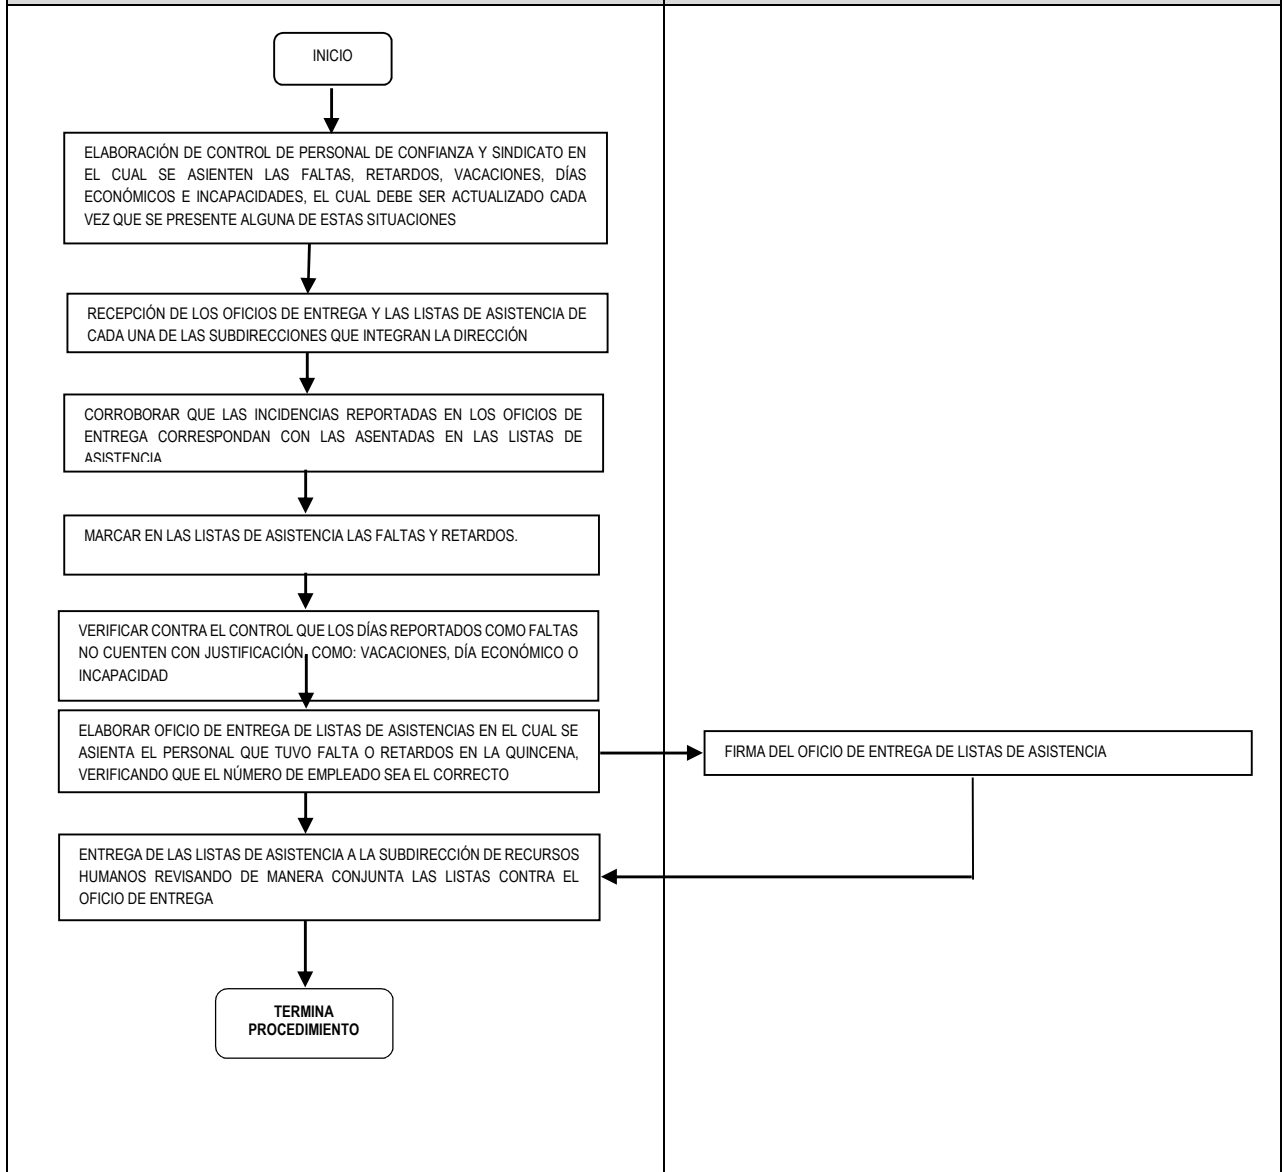 INICIO
ELABORACIÓN DE CONTROL DE PERSONAL DE CONFIANZA Y SINDICATO EN
EL CUAL SE ASIENTEN LAS FALTAS, RETARDOS, VACACIONES, DÍAS
ECONÓMICOS E INCAPACIDADES, EL CUAL DEBE SER ACTUALIZADO CADA
VEZ QUE SE PRESENTE ALGUNA DE ESTAS SITUACIONES
RECEPCIÓN DE LOS OFICIOS DE ENTREGA Y LAS LISTAS DE ASISTENCIA DE
CADA UNA DE LAS SUBDIRECCIONES QUE INTEGRAN LA DIRECCIÓN
CORROBORAR QUE LAS INCIDENCIAS REPORTADAS EN LOS OFICIOS DE
ENTREGA CORRESPONDAN CON LAS ASENTADAS EN LAS LISTAS DE
ASISTENCIA
MARCAR EN LAS LISTAS DE ASISTENCIA LAS FALTAS Y RETARDOS.
VERIFICAR CONTRA EL CONTROL QUE LOS DÍAS REPORTADOS COMO FALTAS
NO CUENTEN CON JUSTIFICACIÓN, COMO: VACACIONES, DÍA ECONÓMICO O
INCAPACIDAD
ELABORAR OFICIO DE ENTREGA DE LISTAS DE ASISTENCIAS EN EL CUAL SE
ASIENTA EL PERSONAL QUE TUVO FALTA O RETARDOS EN LA QUINCENA,
VERIFICANDO QUE EL NÚMERO DE EMPLEADO SEA EL CORRECTO
FIRMA DEL OFICIO DE ENTREGA DE LISTAS DE ASISTENCIA
ENTREGA DE LAS LISTAS DE ASISTENCIA A LA SUBDIRECCIÓN DE RECURSOS
HUMANOS REVISANDO DE MANERA CONJUNTA LAS LISTAS CONTRA EL
OFICIO DE ENTREGA
TERMINA
PROCEDIMIENTO